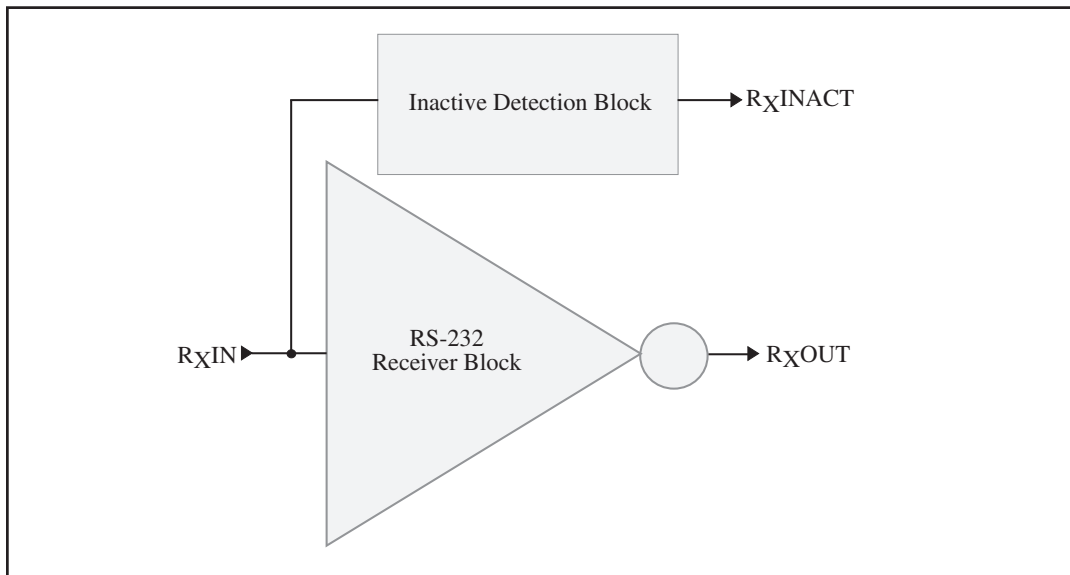 Inactive Detection Block
RXINACT
RS-232
Receiver Block
RXIN
RXOUT